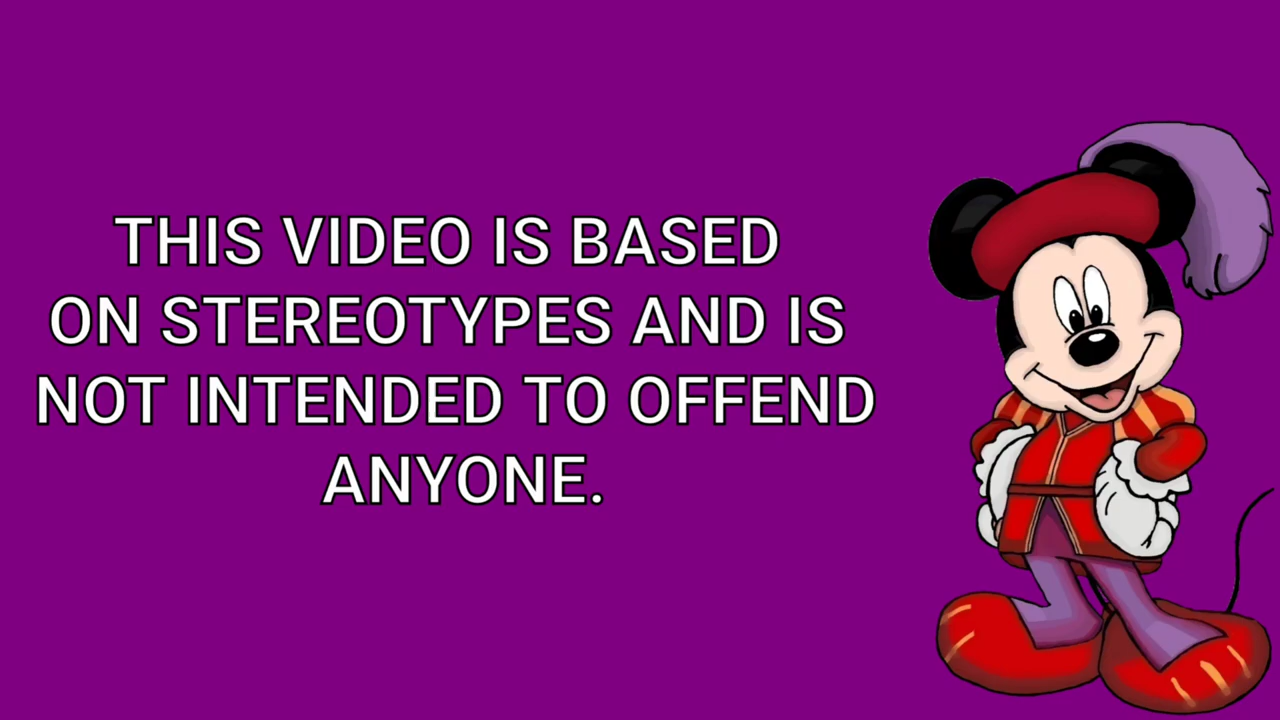 THIS VIDEO IS BASED
ON STEREOTYPES AND IS
NOT INTENDED TO OFFEND
ANYONE.